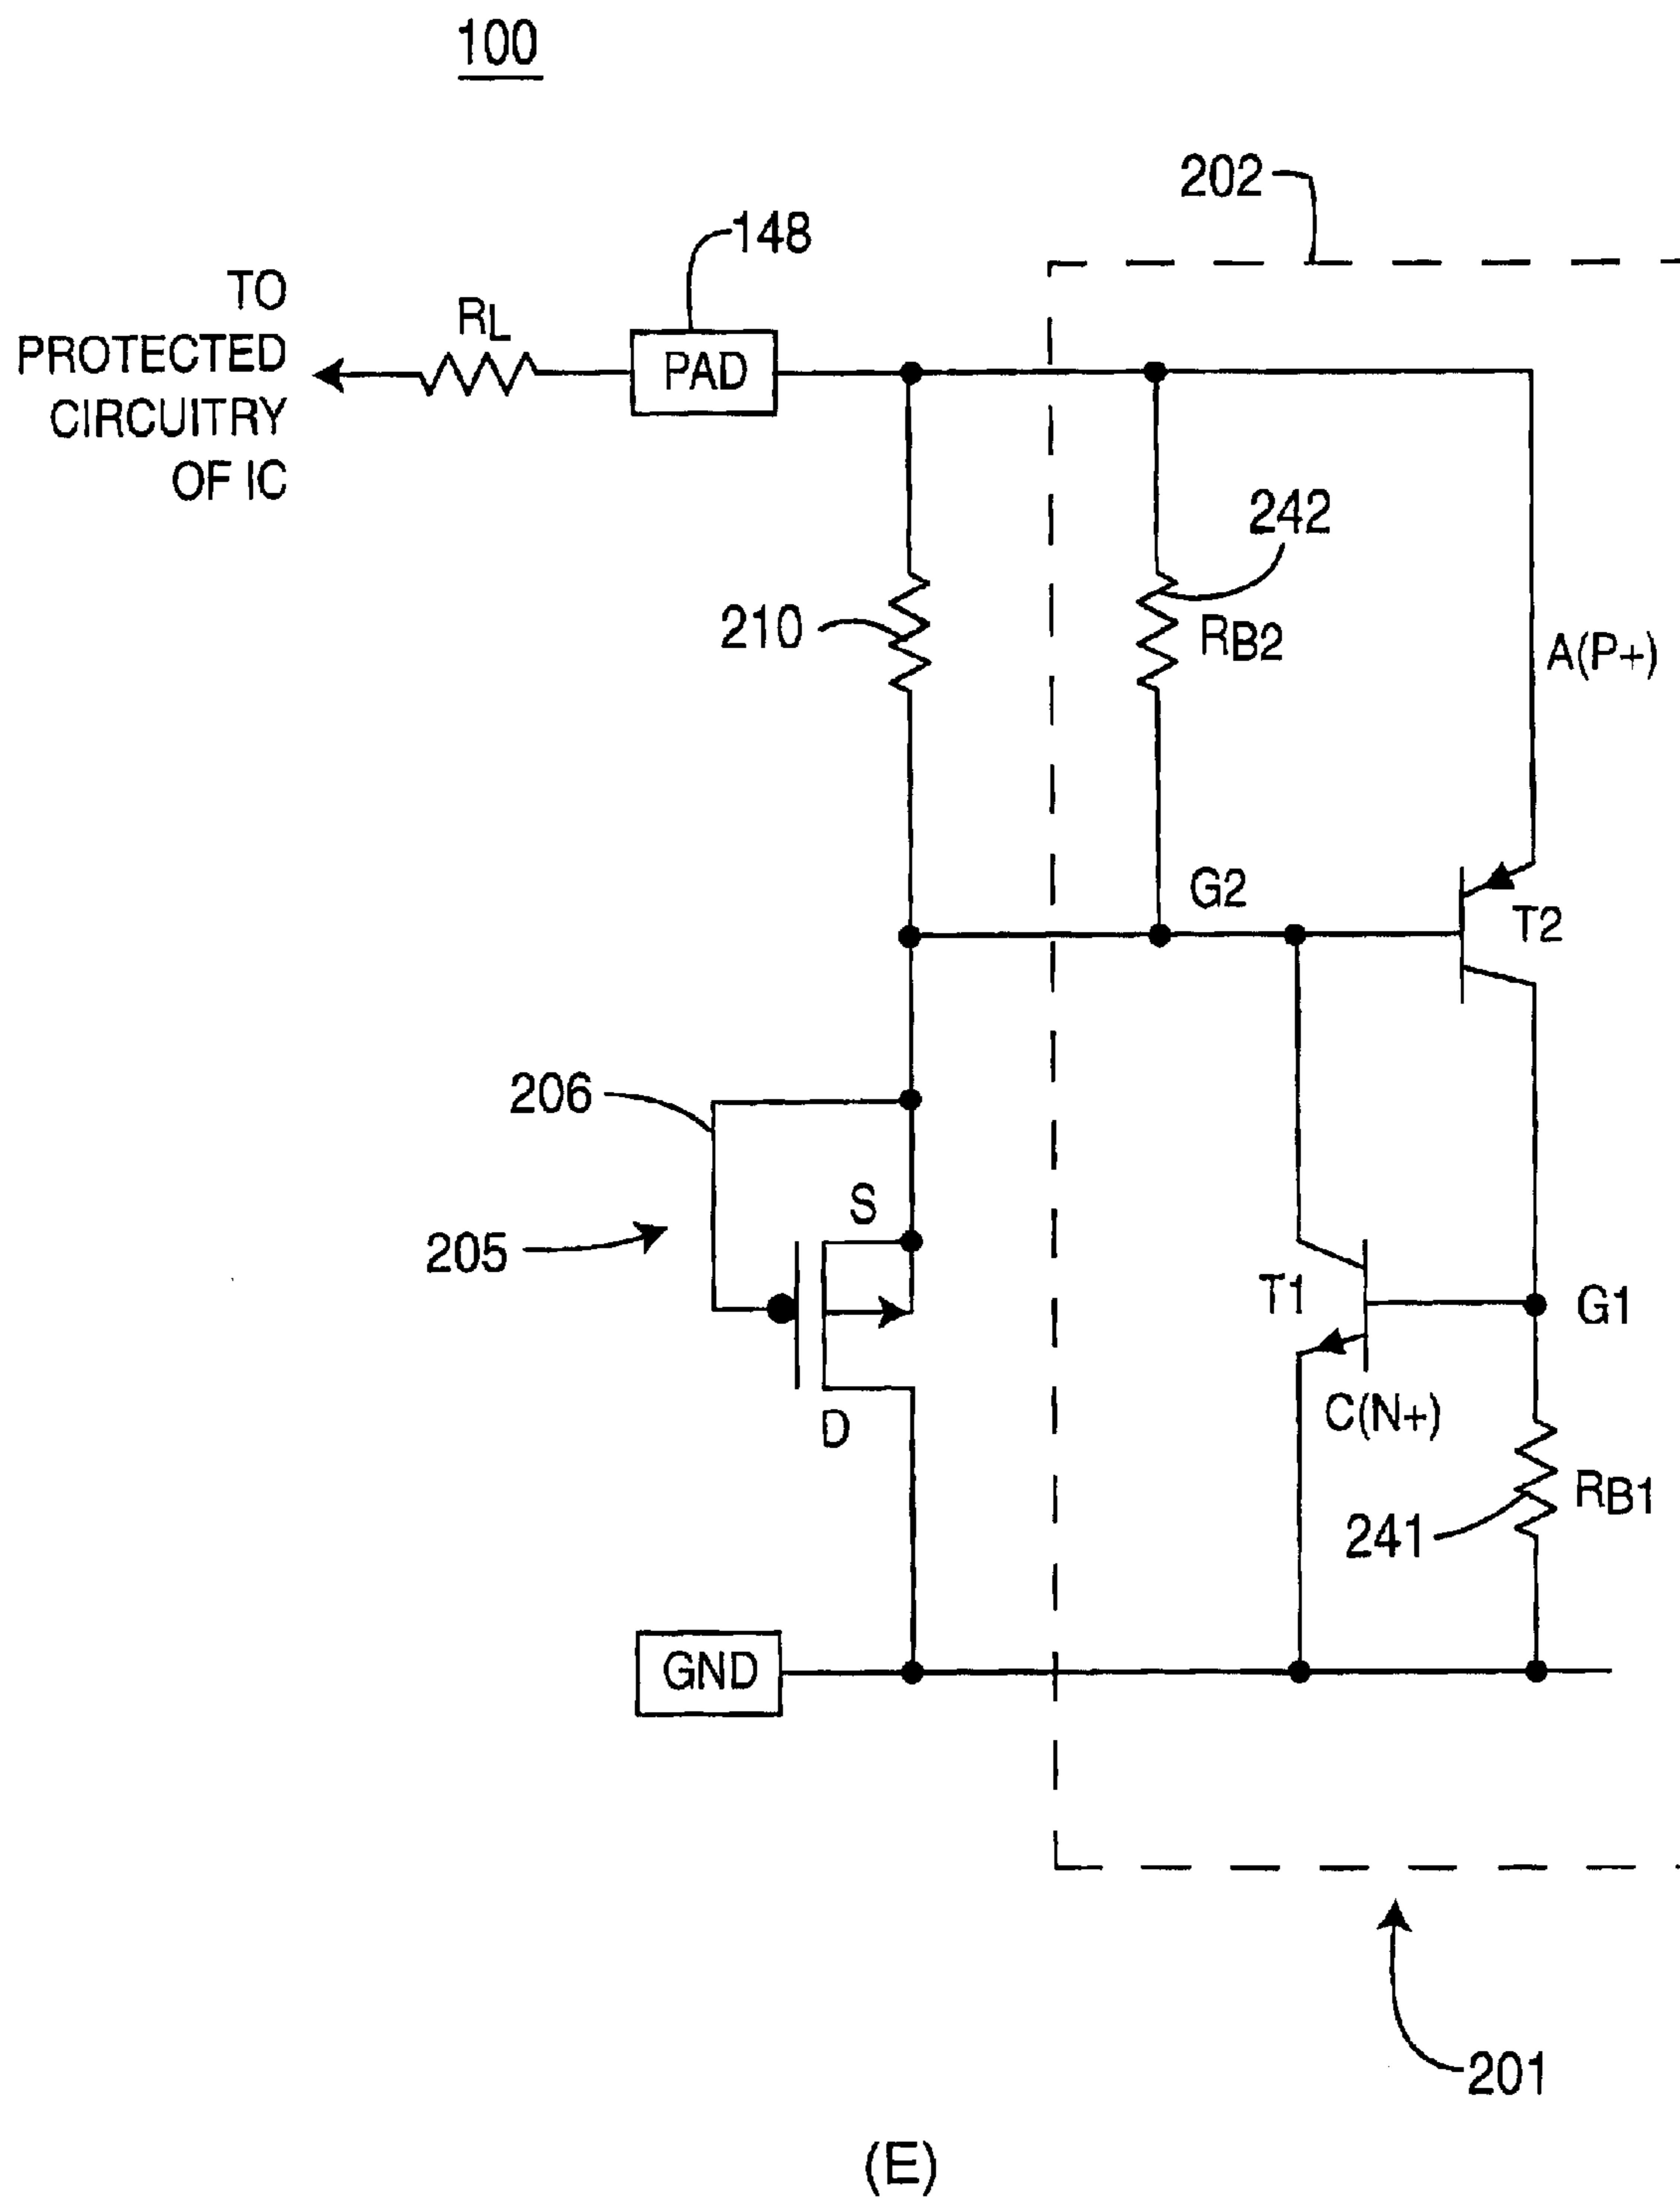 100
202
148
TO
PROTECTED
CIRCUITRY
OF IC
RL
PAD
242
210
RB2
A(P+)
G2
T2
206
S
205
T1
G1
D
C(N+)
RB1
241
GND
201
(E)